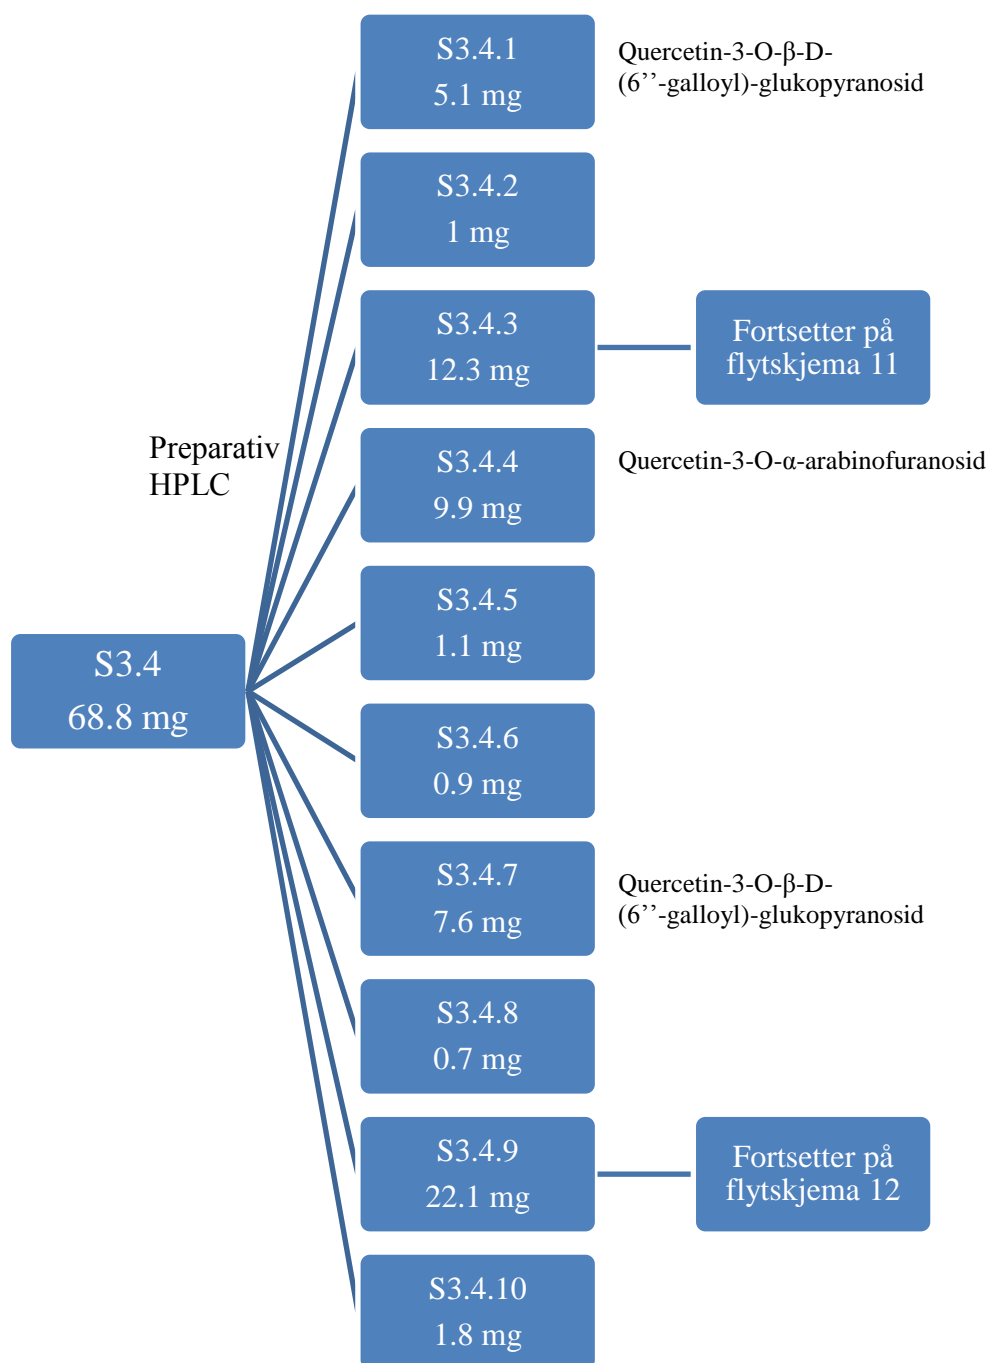 S3.4.1
5.1 mg
Quercetin-3-O-β-D-
(6’’-galloyl)-glukopyranosid
S3.4.2
1 mg
S3.4.3
12.3 mg
Fortsetter på
flytskjema 11
Preparativ
HPLC
S3.4.4
9.9 mg
Quercetin-3-O-α-arabinofuranosid
S3.4.5
1.1 mg
S3.4
68.8 mg
S3.4.6
0.9 mg
S3.4.7
7.6 mg
Quercetin-3-O-β-D-
(6’’-galloyl)-glukopyranosid
S3.4.8
0.7 mg
S3.4.9
22.1 mg
Fortsetter på
flytskjema 12
S3.4.10
1.8 mg